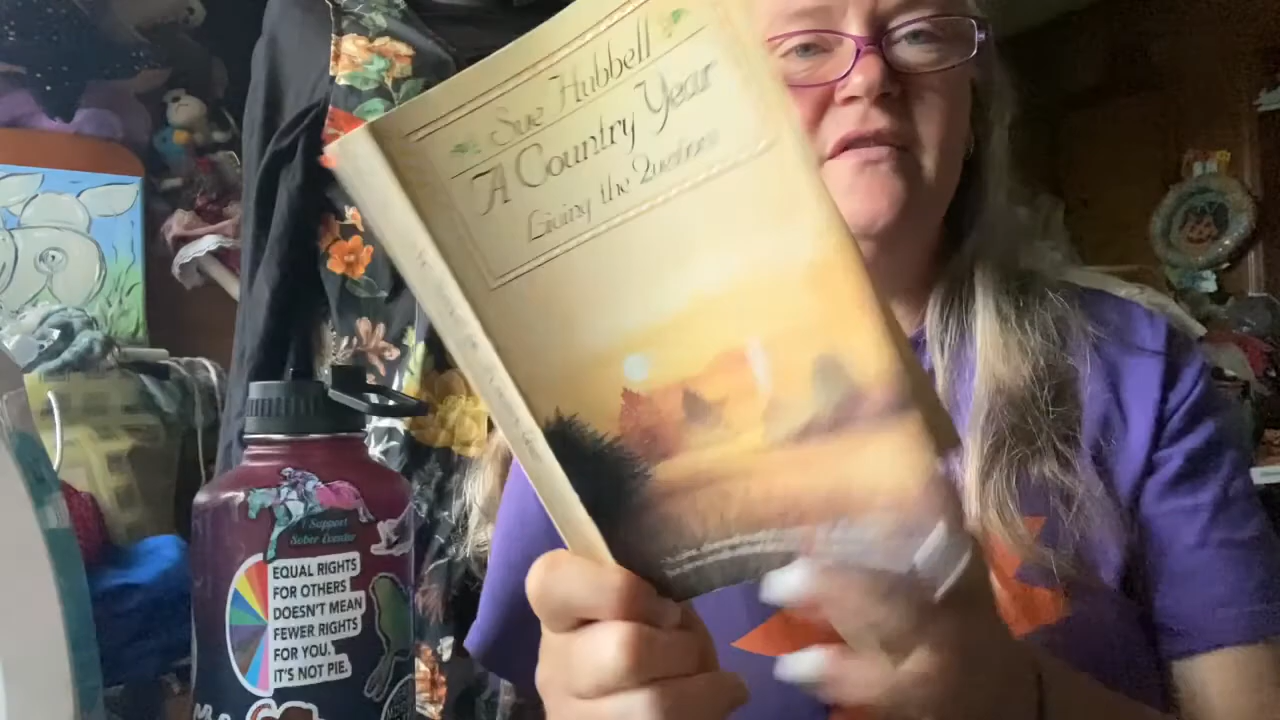 Sue Hubbell
A Country Year
Living the Questions
I Support
Sober
EQUAL RIGHTS
FOR OTHERS
DOESN'T MEAN
FEWER RIGHTS
FOR YOU.
IT'S NOT PIE.